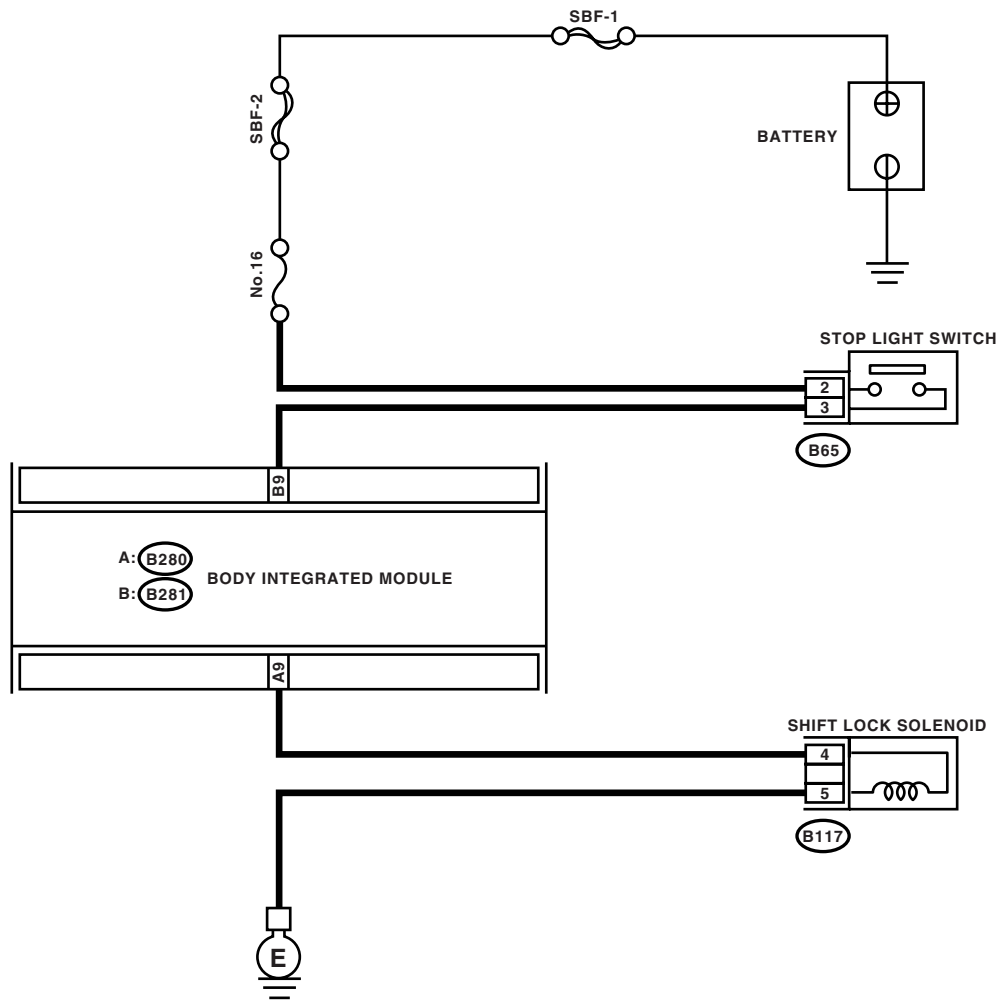 SBF-1
SBF-2
BATTERY
No.16
STOP LIGHT SWITCH
2
3
B65
B9
A: B280
B: B281
BODY INTEGRATED MODULE
A9
SHIFT LOCK SOLENOID
4
5
B117
E